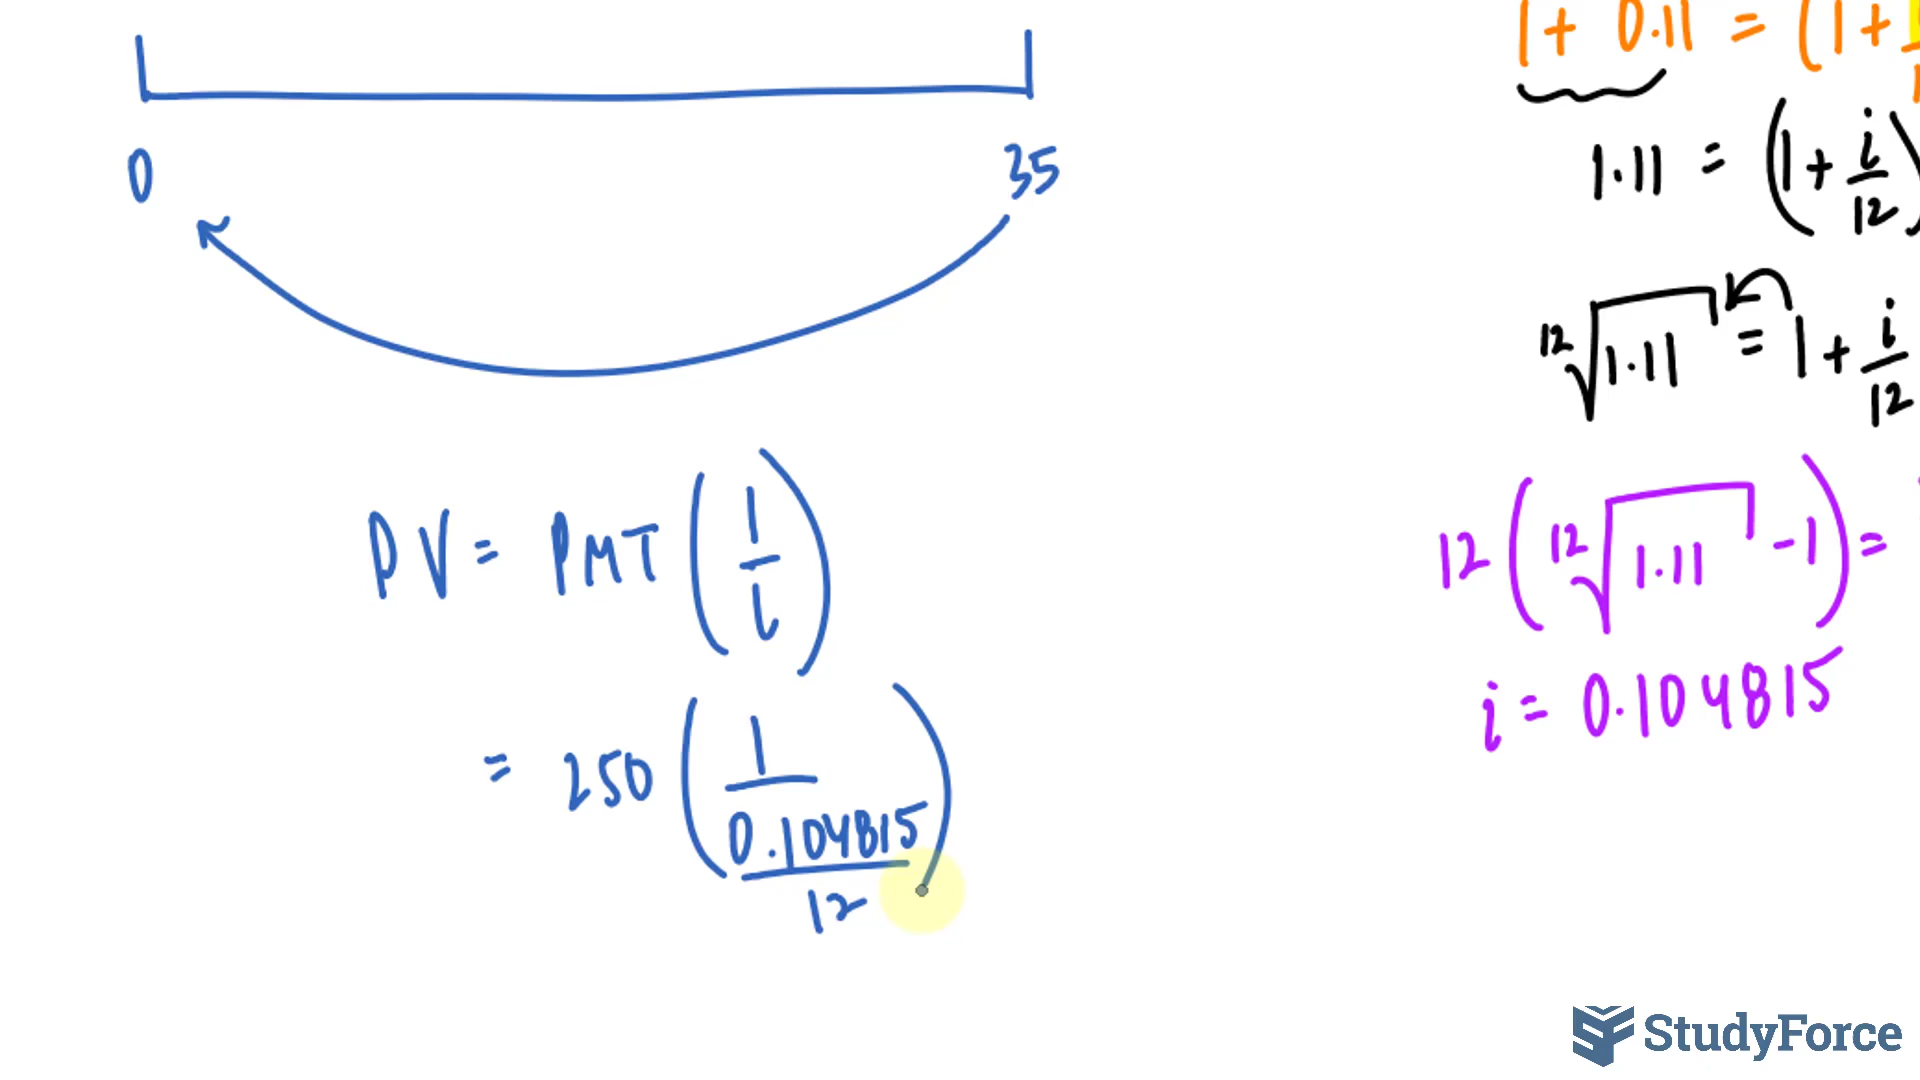 0 35
PV = PMT (1/i)
= 250 (1/(0.104815/12))
1 + 0.11 = (1 +
1.11 = (1 + i/12)
¹²√1.11 = 1 + i/12
12 (¹²√1.11 - 1) =
i = 0.104815
StudyForce